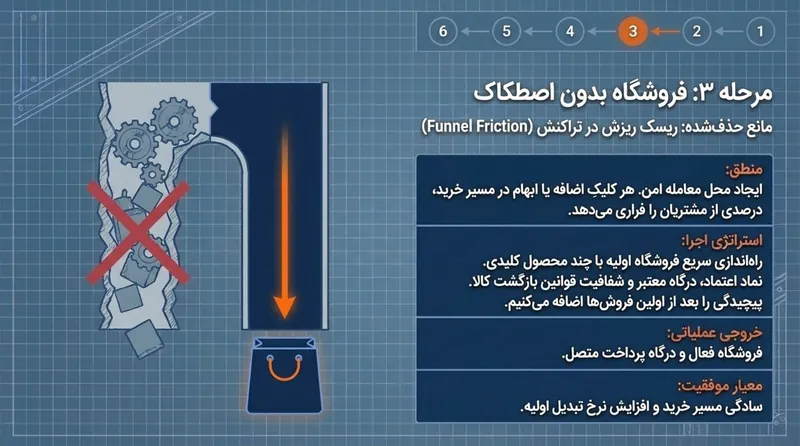 1 2 3 4 5 6
مرحله ۳: فروشگاه بدون اصطکاک
مانع حذف‌شده: ریسک ریزش در تراکنش (Funnel Friction)
منطق:
ایجاد محل معامله امن. هر کلیکِ اضافه یا ابهام در مسیر خرید،
درصدی از مشتریان را فراری می‌دهد.
استراتژی اجرا:
راه‌اندازی سریع فروشگاه اولیه با چند محصول کلیدی.
نماد اعتماد، درگاه معتبر و شفافیت قوانین بازگشت کالا.
پیچیدگی را بعد از اولین فروش‌ها اضافه می‌کنیم.
خروجی عملیاتی:
فروشگاه فعال و درگاه پرداخت متصل.
معیار موفقیت:
سادگی مسیر خرید و افزایش نرخ تبدیل اولیه.